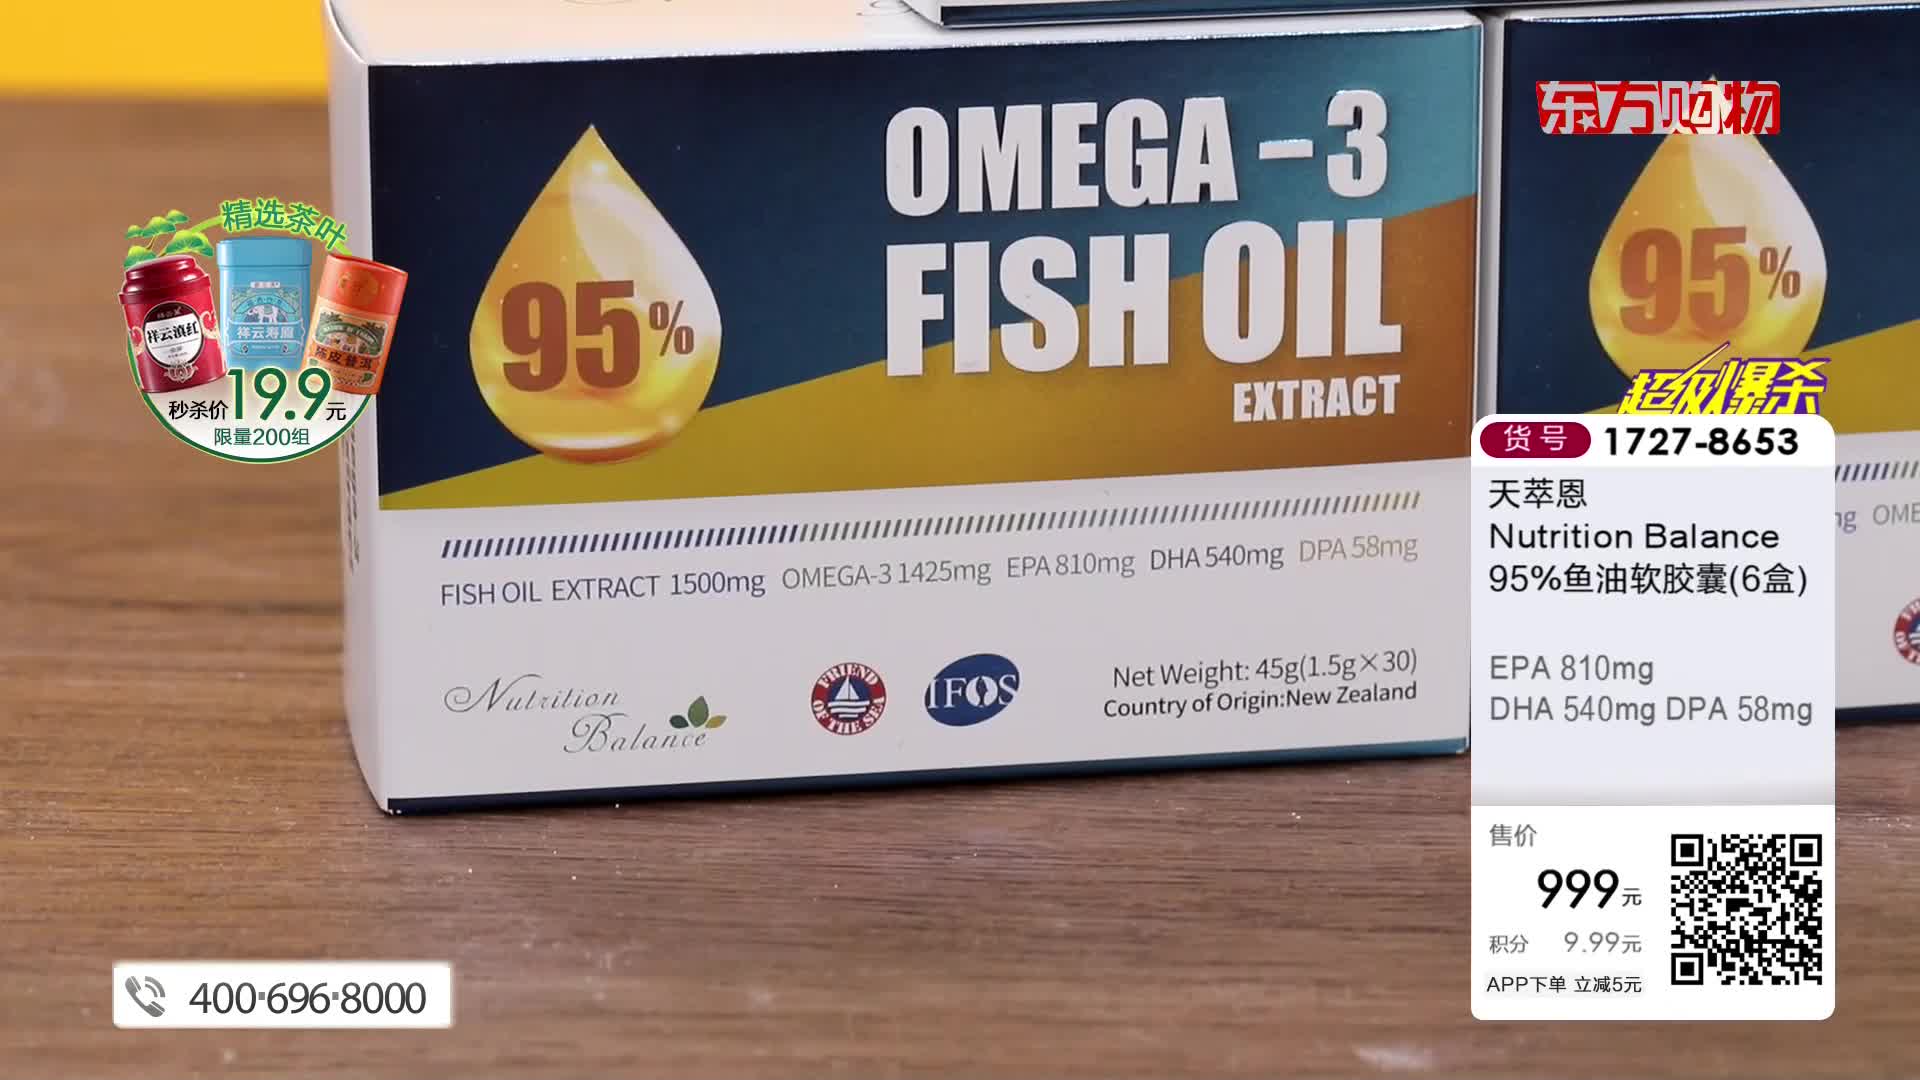 东方购物
精选茶叶
祥云滇红
祥云寿眉
陈皮普洱
秒杀价19.9元
限量200组
OMEGA-3
FISH OIL
EXTRACT
95%
95%
FISH OIL EXTRACT 1500mg OMEGA-3 1425mg EPA 810mg DHA 540mg DPA 58mg
Nutrition
Balance
FRIEND
OF THE SEA
IFOS
Net Weight: 45g(1.5g×30)
Country of Origin:New Zealand
超级爆杀
货号 1727-8653
天萃恩
Nutrition Balance
95%鱼油软胶囊(6盒)
EPA 810mg
DHA 540mg DPA 58mg
售价
999元
积分 9.99元
APP下单 立减5元
400-696-8000